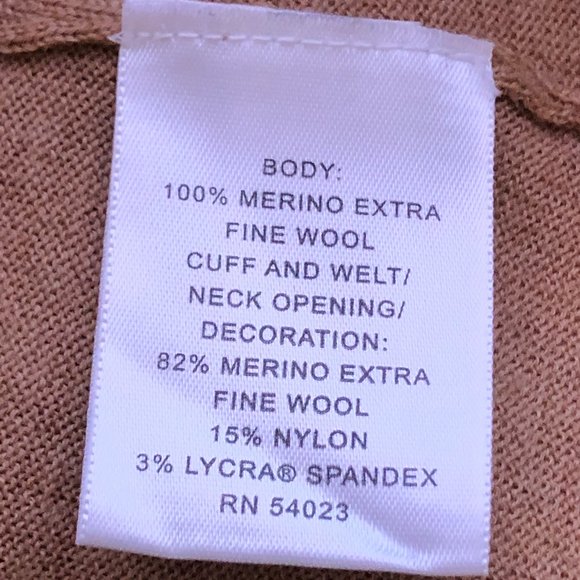 BODY:
100% MERINO EXTRA
FINE WOOL
CUFF AND WELT/
NECK OPENING/
DECORATION:
82% MERINO EXTRA
FINE WOOL
15% NYLON
3% LYCRA® SPANDEX
RN 54023